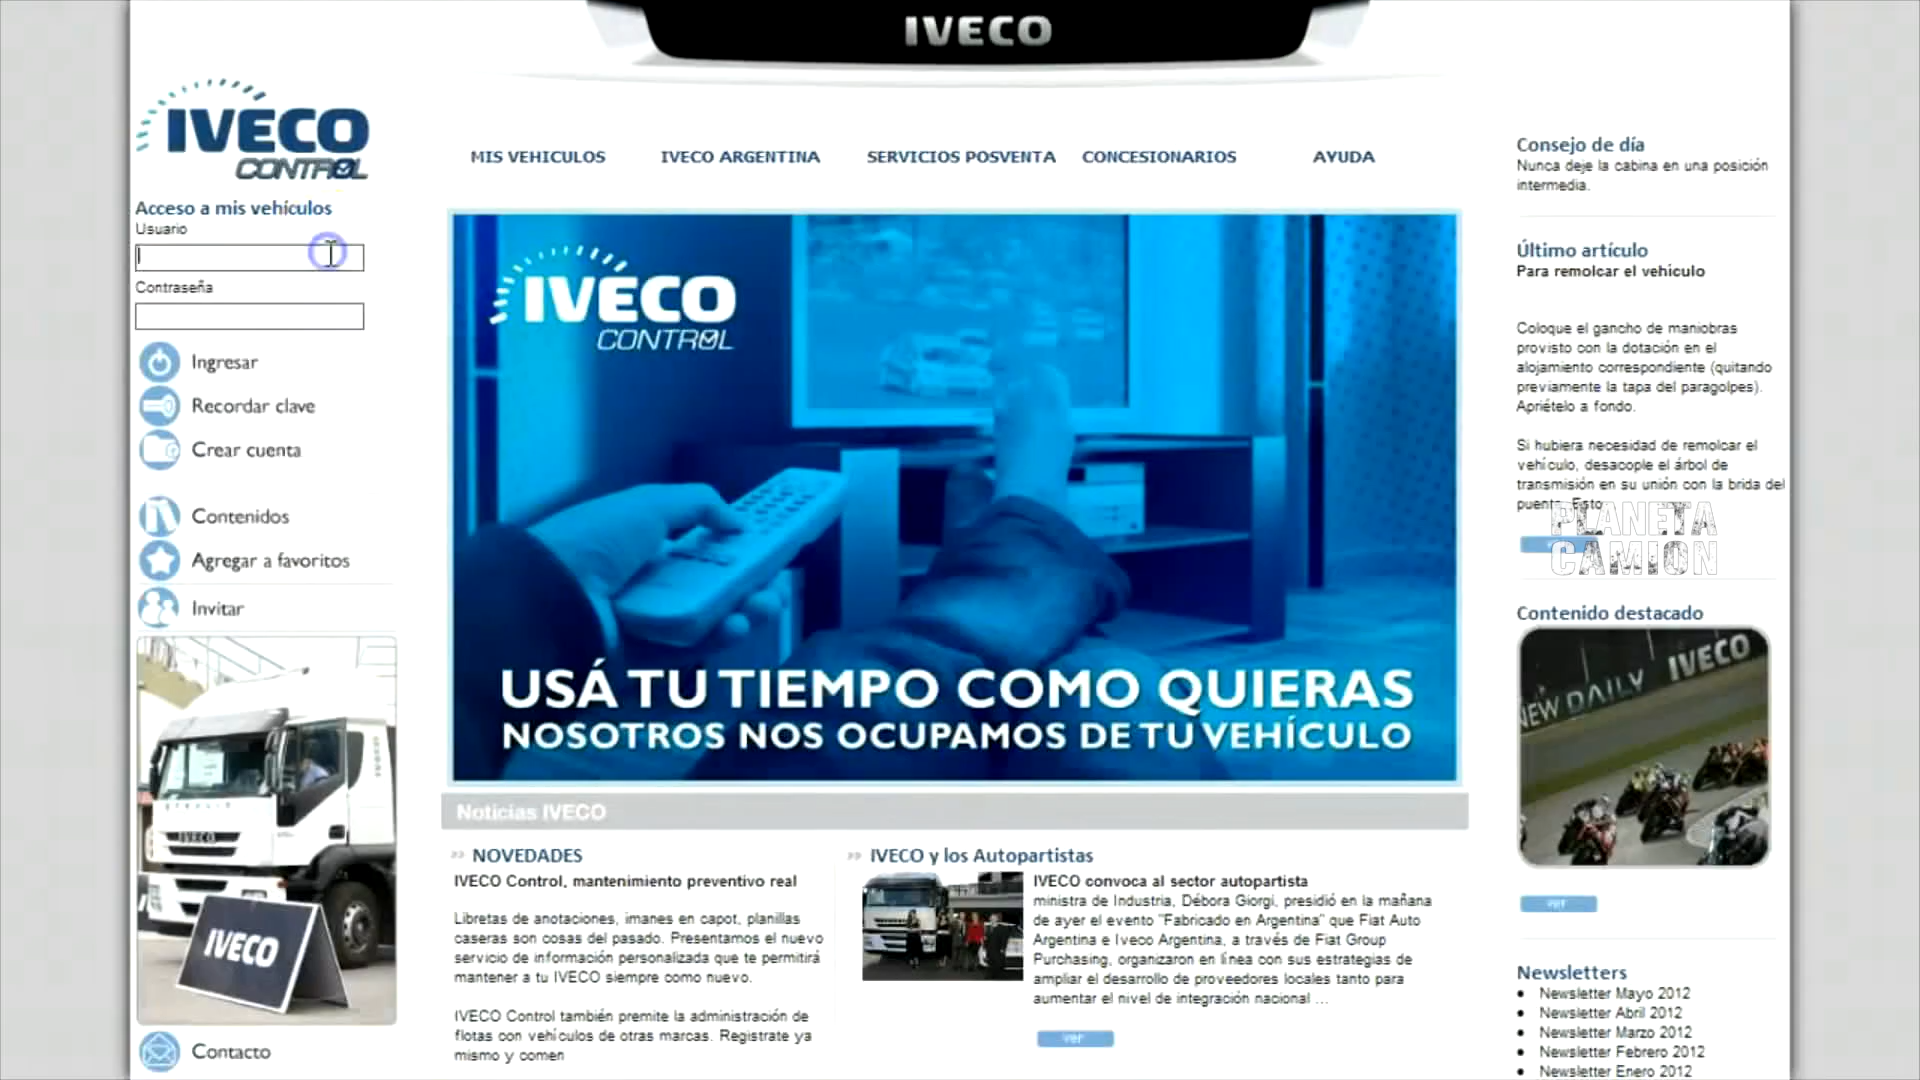 IVECO
IVECO
CONTROL
MIS VEHICULOS
IVECO ARGENTINA
SERVICIOS POSVENTA
CONCESIONARIOS
AYUDA
Acceso a mis vehículos
Usuario
Contraseña
Ingresar
Recordar clave
Crear cuenta
Contenidos
Agregar a favoritos
Invitar
IVECO
IVECO
Contacto
IVECO
CONTROL
USÁ TU TIEMPO COMO QUIERAS
NOSOTROS NOS OCUPAMOS DE TU VEHÍCULO
Noticias IVECO
NOVEDADES
IVECO Control, mantenimiento preventivo real
Libretas de anotaciones, imanes en capot, planillas
caseras son cosas del pasado. Presentamos el nuevo
servicio de información personalizada que te permitirá
mantener a tu IVECO siempre como nuevo.
IVECO Control también premite la administración de
flotas con vehículos de otras marcas. Registrate ya
mismo y comen
IVECO y los Autopartistas
IVECO convoca al sector autopartista
ministra de Industria, Débora Giorgi, presidió en la mañana
de ayer el evento "Fabricado en Argentina" que Fiat Auto
Argentina e Iveco Argentina, a través de Fiat Group
Purchasing, organizaron en línea con sus estrategias de
ampliar el desarrollo de proveedores locales tanto para
aumentar el nivel de integración nacional ...
ver
Consejo de día
Nunca deje la cabina en una posición
intermedia.
Último artículo
Para remolcar el vehículo
Coloque el gancho de maniobras
provisto con la dotación en el
alojamiento correspondiente (quitando
previamente la tapa del paragolpes).
Apriételo a fondo.
Si hubiera necesidad de remolcar el
vehículo, desacople el árbol de
transmisión en su unión con la brida del
puente. Esto
PLANETA
CAMION
Contenido destacado
NEW DAILY IVECO
ver
Newsletters
Newsletter Mayo 2012
Newsletter Abril 2012
Newsletter Marzo 2012
Newsletter Febrero 2012
Newsletter Enero 2012